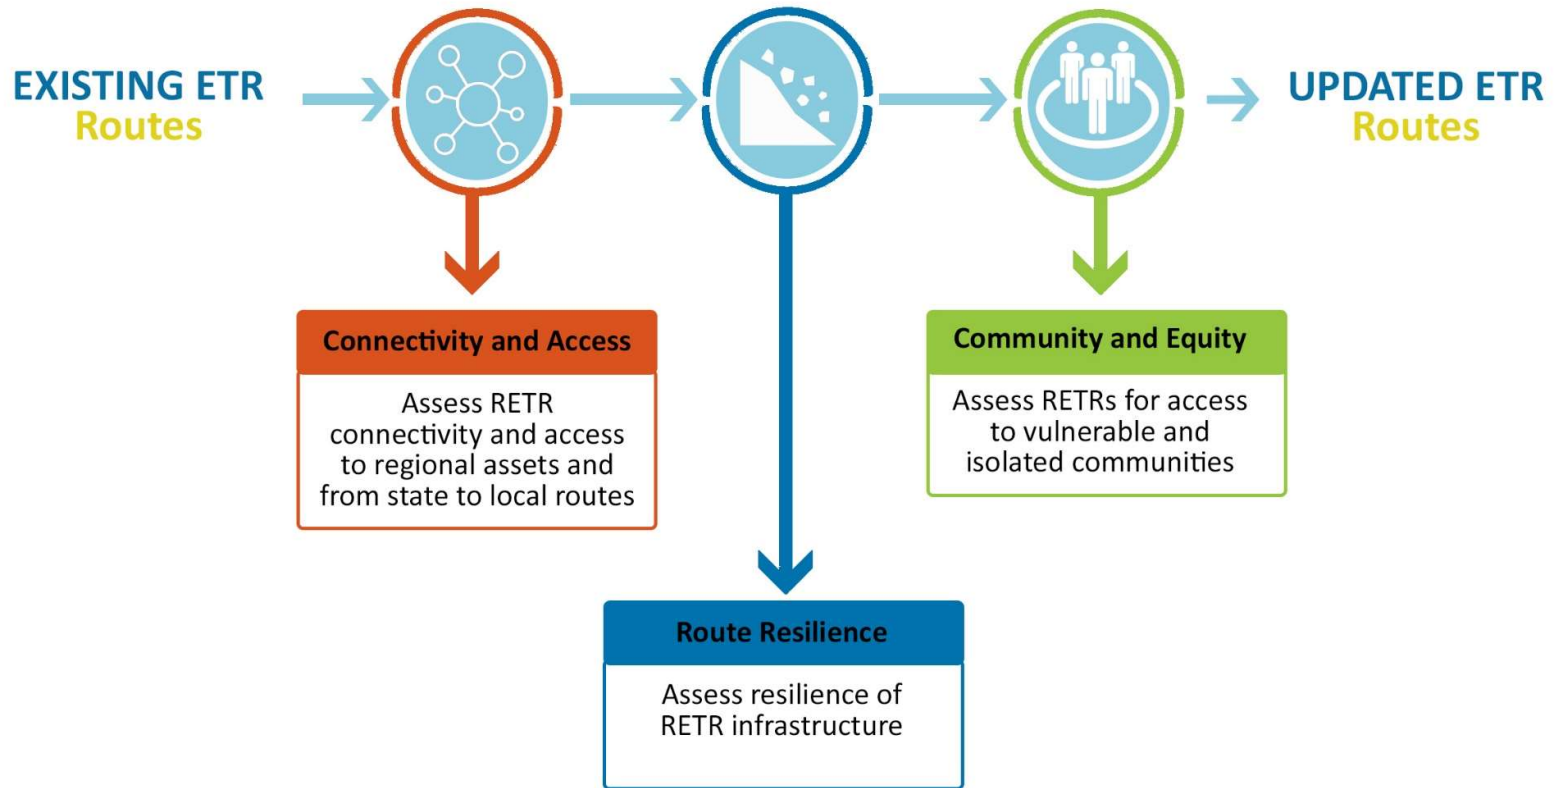 EXISTING ETR
Routes
UPDATED ETR
Routes
Connectivity and Access
Assess RETR
connectivity and access
to regional assets and
from state to local routes
Route Resilience
Assess resilience of
RETR infrastructure
Community and Equity
Assess RETRs for access
to vulnerable and
isolated communities